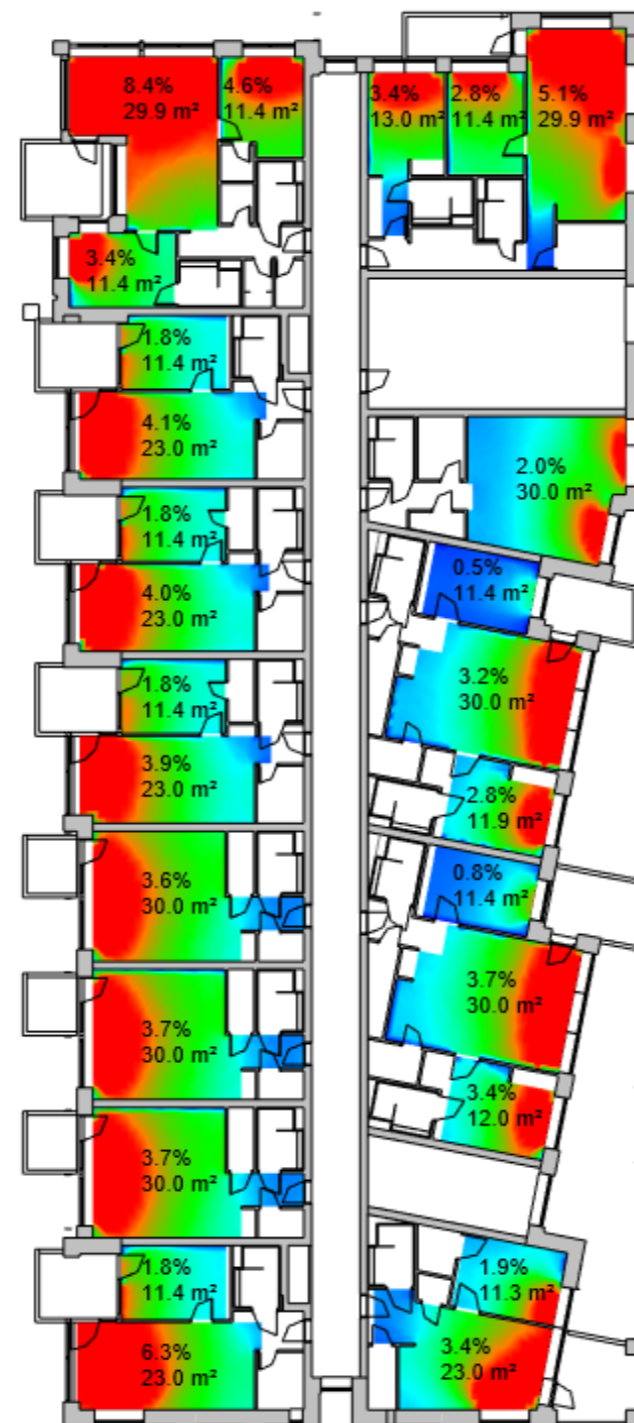 8.4%
29.9 m²
4.6%
11.4 m²
3.4%
13.0 m²
2.8%
11.4 m²
5.1%
29.9 m²
3.4%
11.4 m²
1.8%
11.4 m²
4.1%
23.0 m²
2.0%
30.0 m²
1.8%
11.4 m²
4.0%
23.0 m²
0.5%
11.4 m²
3.2%
30.0 m²
1.8%
11.4 m²
3.9%
23.0 m²
2.8%
11.9 m²
3.6%
30.0 m²
0.8%
11.4 m²
3.7%
30.0 m²
3.7%
30.0 m²
3.4%
12.0 m²
3.7%
30.0 m²
1.8%
11.4 m²
1.9%
11.3 m²
6.3%
23.0 m²
3.4%
23.0 m²